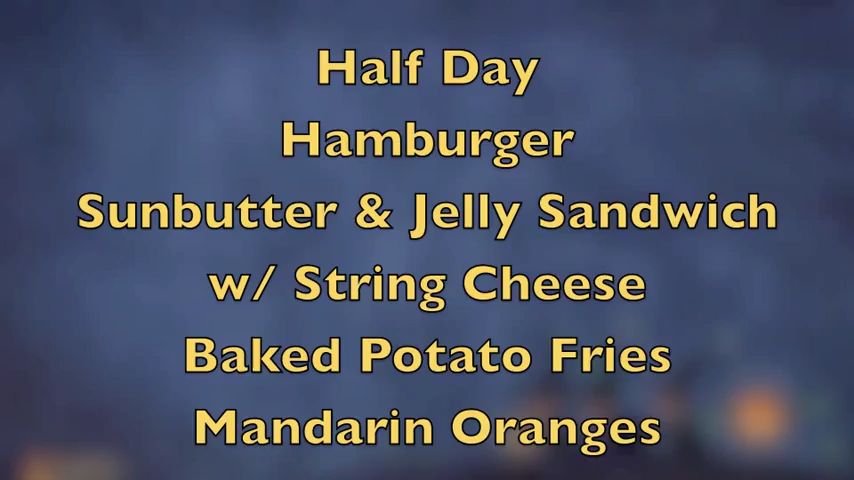 Half Day
Hamburger
Sunbutter & Jelly Sandwich
w/ String Cheese
Baked Potato Fries
Mandarin Oranges